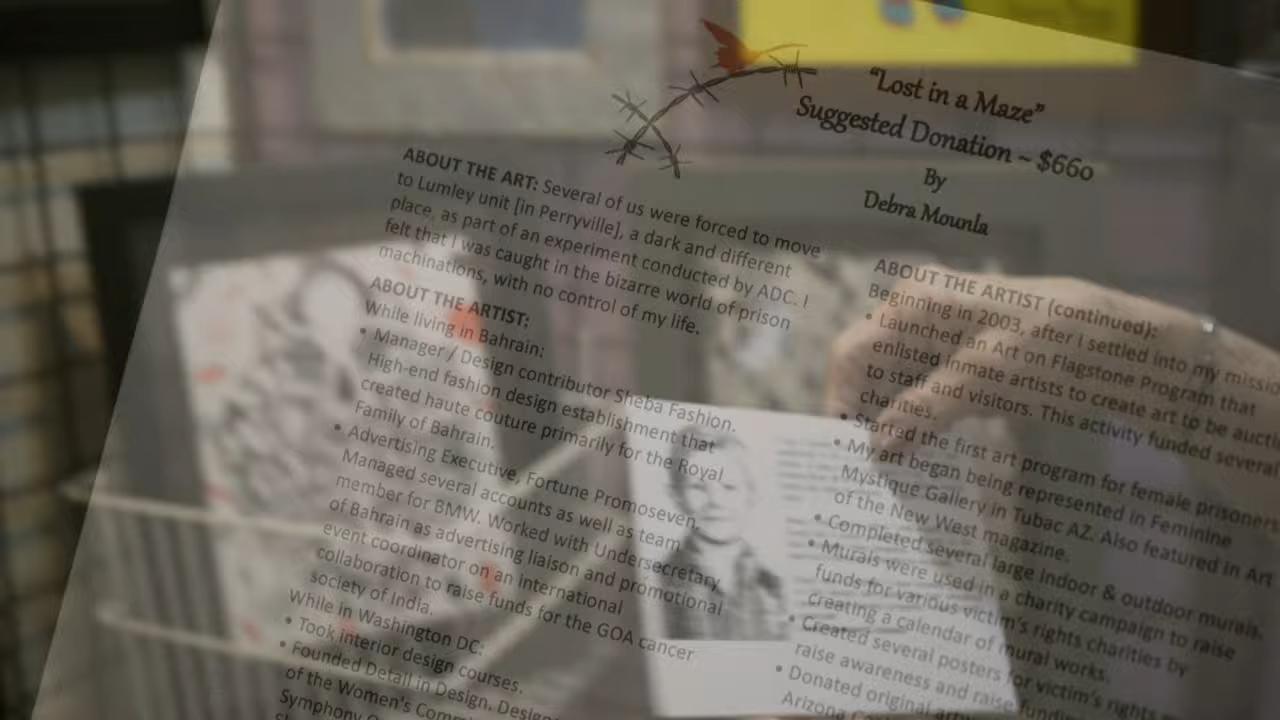 “Lost in a Maze”
Suggested Donation ~ $660
By
Debra Mounla
ABOUT THE ART: Several of us were forced to move
to Lumley unit [in Perryville], a dark and different
place, as part of an experiment conducted by ADC. I
felt that I was caught in the bizarre world of prison
machinations, with no control of my life.
ABOUT THE ARTIST:
While living in Bahrain:
• Manager / Design contributor Sheba Fashion.
High-end fashion design establishment that
created haute couture primarily for the Royal
Family of Bahrain.
• Advertising Executive, Fortune Promoseven.
Managed several accounts as well as team
member for BMW. Worked with Undersecretary
of Bahrain as advertising liaison and promotional
event coordinator on an international
collaboration to raise funds for the GOA cancer
society of India.
While in Washington DC:
• Took interior design courses.
• Founded Detail in Design.
of the Women's
Symphony
ABOUT THE ARTIST (continued):
Beginning in 2003, after I settled into my
• Launched an Art on Flagstone Program that
enlisted inmate artists to create art to be
to staff and visitors. This activity funded several
charities.
• Started the first art program for female
• My art began being represented in Feminine
Mystique Gallery in Tubac AZ. Also featured in Art
of the New West magazine.
• Completed several large indoor & outdoor murals.
• Murals were used in a charity campaign to raise
funds for various victim's rights charities by
creating a calendar of mural works.
• Created several posters for victim's rights
raise awareness and raise
• Donated original
Arizona